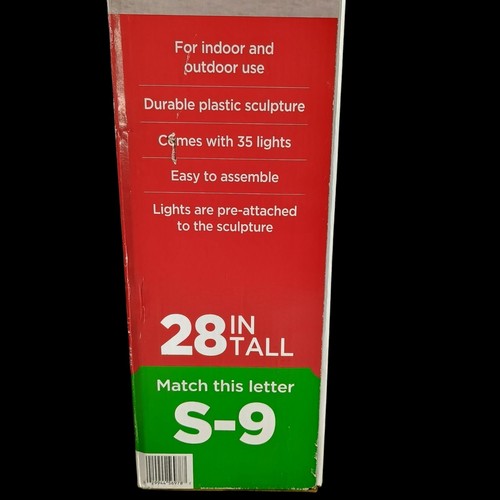 For indoor and
outdoor use
Durable plastic sculpture
Comes with 35 lights
Easy to assemble
Lights are pre-attached
to the sculpture
28 IN
TALL
Match this letter
S-9